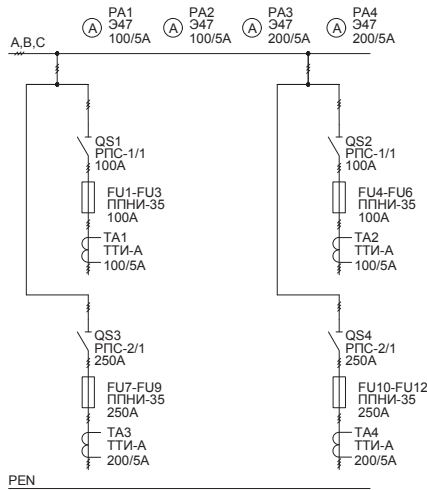 PA1
Э47
100/5A
PA2
Э47
100/5A
PA3
Э47
200/5A
PA4
Э47
200/5A
A
A
A
A
A,B,C
QS1
РПС-1/1
100A
FU1-FU3
ППНИ-35
100A
TA1
ТТИ-А
100/5A
QS2
РПС-1/1
100A
FU4-FU6
ППНИ-35
100A
TA2
ТТИ-А
100/5A
QS3
РПС-2/1
250A
FU7-FU9
ППНИ-35
250A
TA3
ТТИ-А
200/5A
QS4
РПС-2/1
250A
FU10-FU12
ППНИ-35
250A
TA4
ТТИ-А
200/5A
PEN